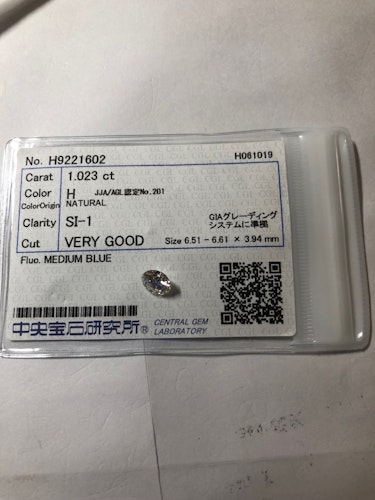 No. H9221602 H061019
Carat 1.023 ct
Color H JJA/AGL認定No.201
ColorOrigin NATURAL
Clarity SI-1 GIAグレーディング
システムに準拠
Cut VERY GOOD Size 6.51 - 6.61 × 3.94 mm
Fluo. MEDIUM BLUE
中央宝石研究所® CENTRAL GEM
LABORATORY